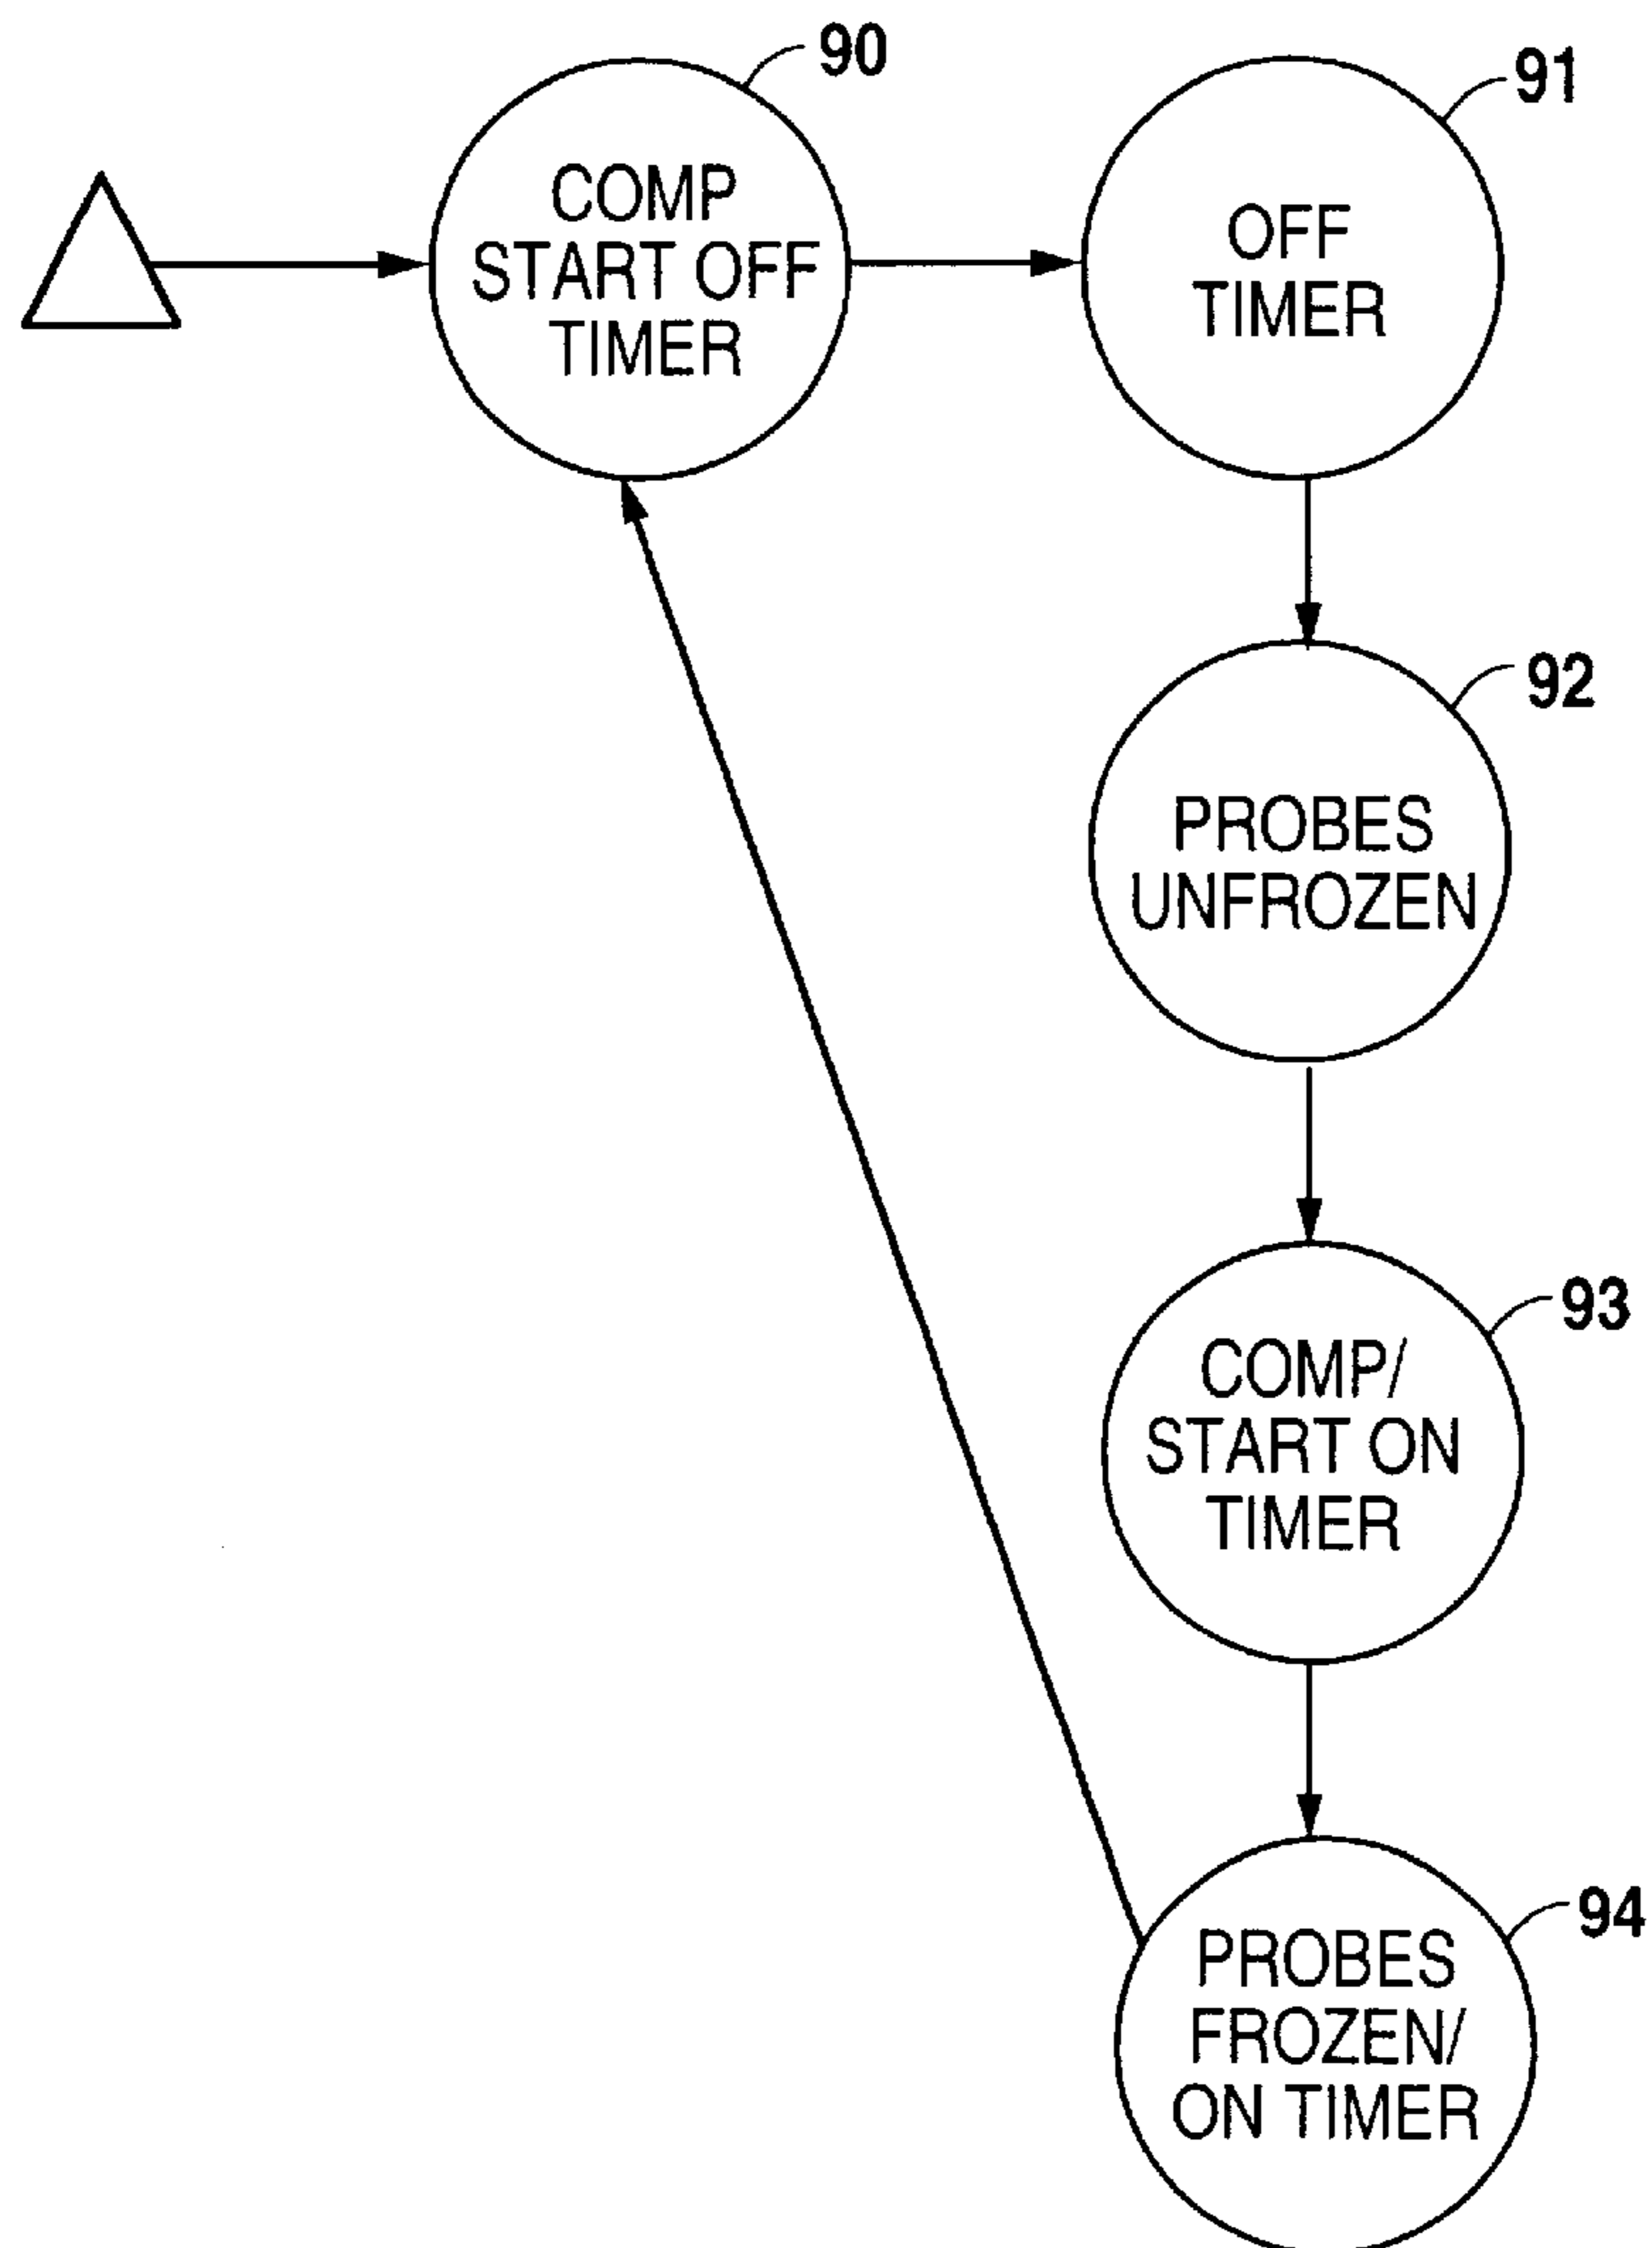 90
COMP
START OFF
TIMER
91
OFF
TIMER
92
PROBES
UNFROZEN
93
COMP/
START ON
TIMER
94
PROBES
FROZEN/
ON TIMER